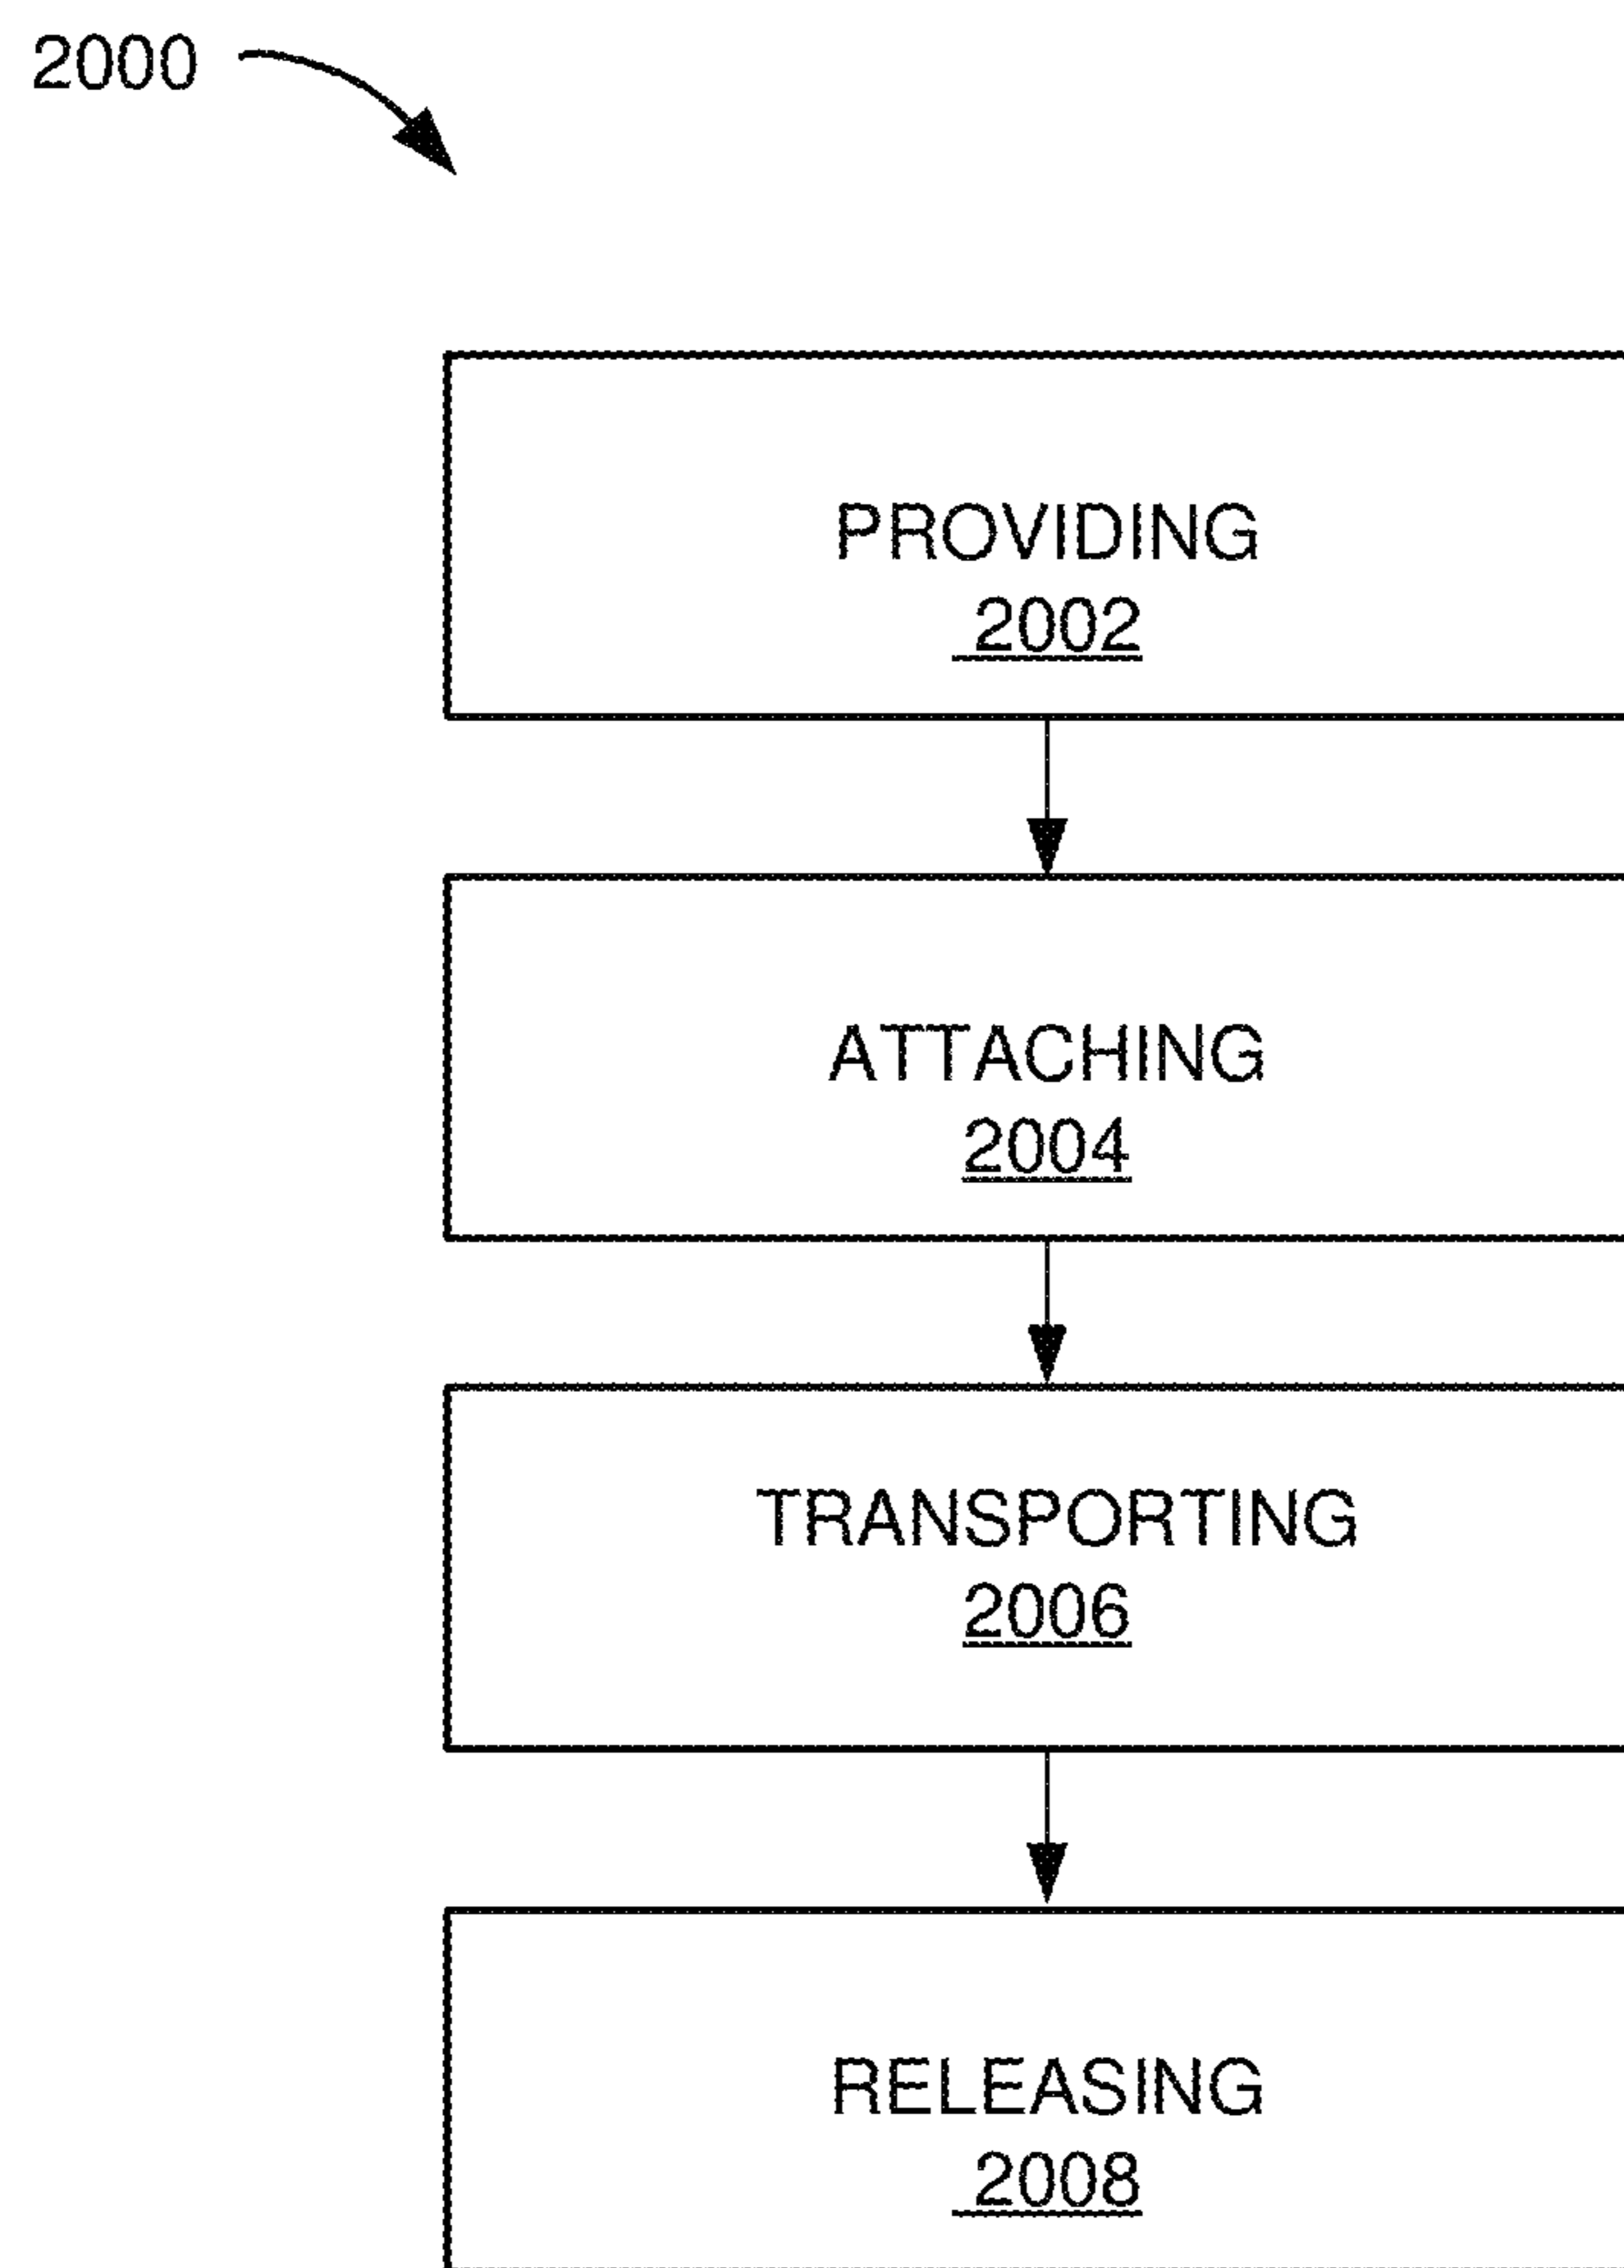 2000
PROVIDING
2002
ATTACHING
2004
TRANSPORTING
2006
RELEASING
2008